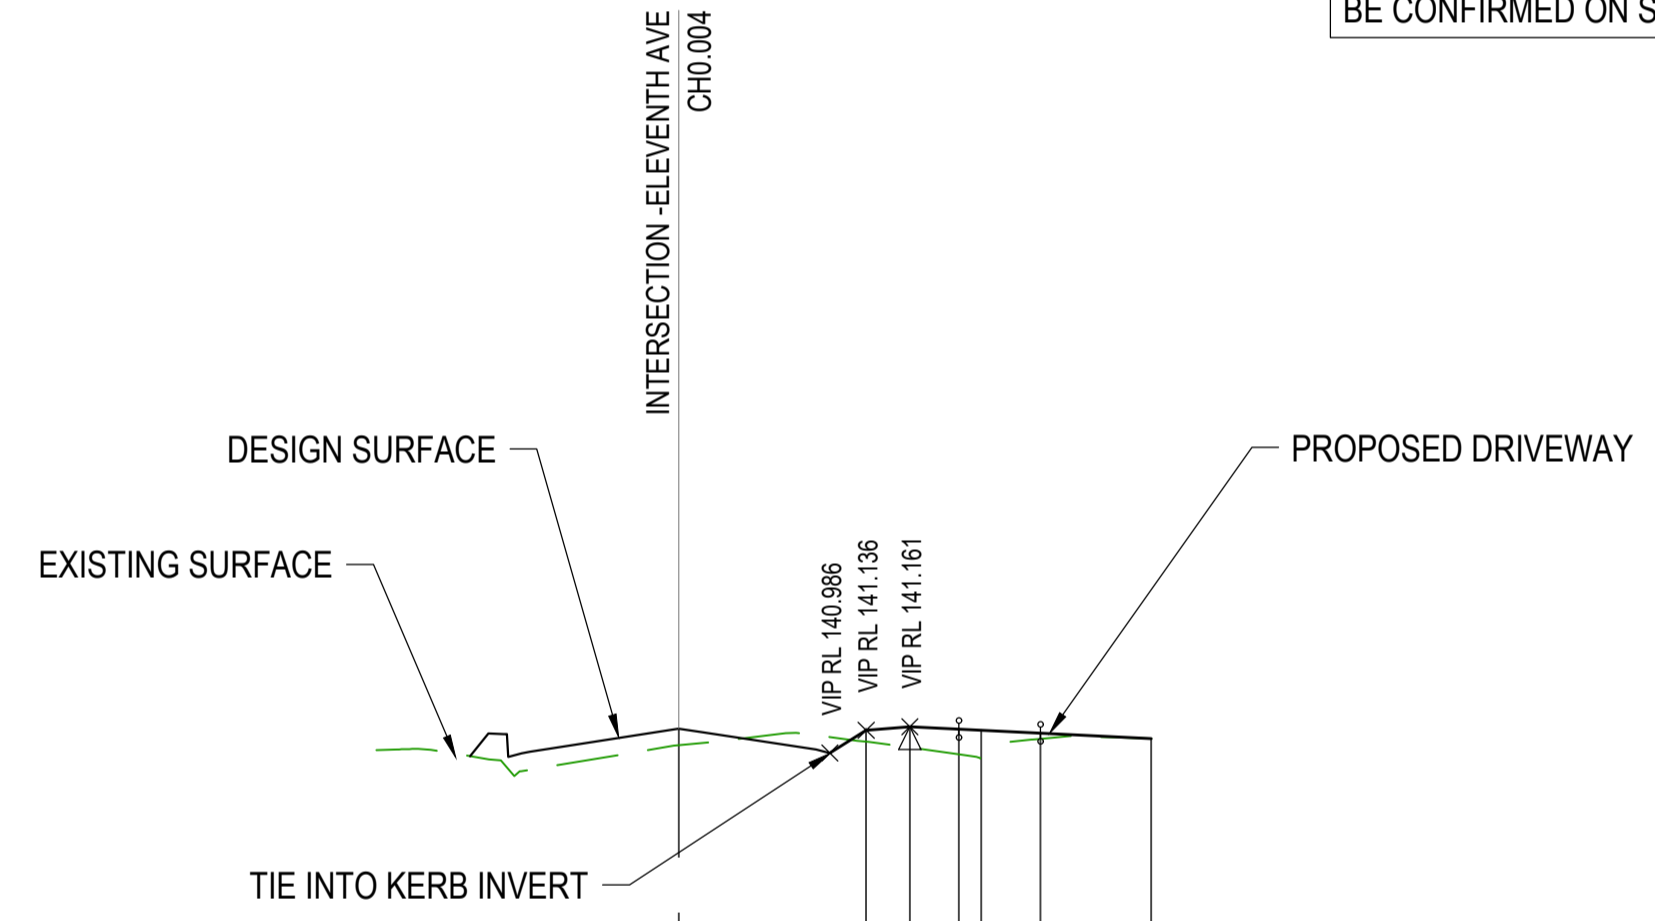 BE CONFIRMED ON S
INTERSECTION -ELEVENTH AVE
CH0.004
DESIGN SURFACE
PROPOSED DRIVEWAY
EXISTING SURFACE
VIP RL 140.986
VIP RL 141.136
VIP RL 141.161
TIE INTO KERB INVERT